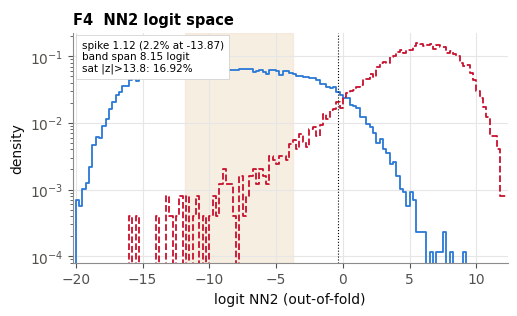 F4  NN2 logit space
spike 1.12 (2.2% at -13.87)
band span 8.15 logit
sat |z|>13.8: 16.92%
10⁻¹
10⁻²
10⁻³
10⁻⁴
density
−20 −15 −10 −5 0 5 10
logit NN2 (out-of-fold)